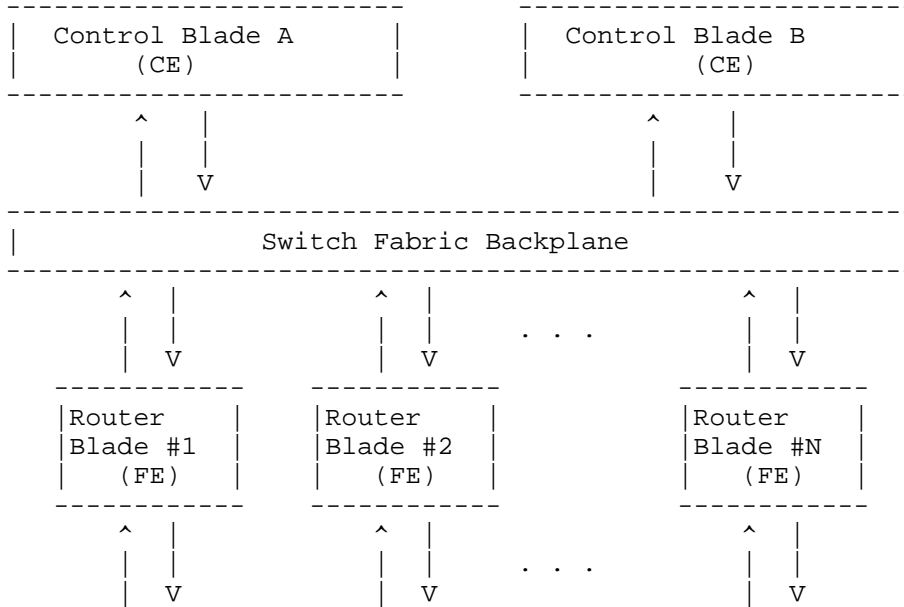 Control Blade A Control Blade B
(CE) (CE)
^ | ^ |
| | | |
| V | V
Switch Fabric Backplane
^ | ^ | ^ |
| | | | . . . | |
| V | V | V
Router Router Router
Blade #1 Blade #2 Blade #N
(FE) (FE) (FE)
^ | ^ | ^ |
| | | | . . . | |
| V | V | V